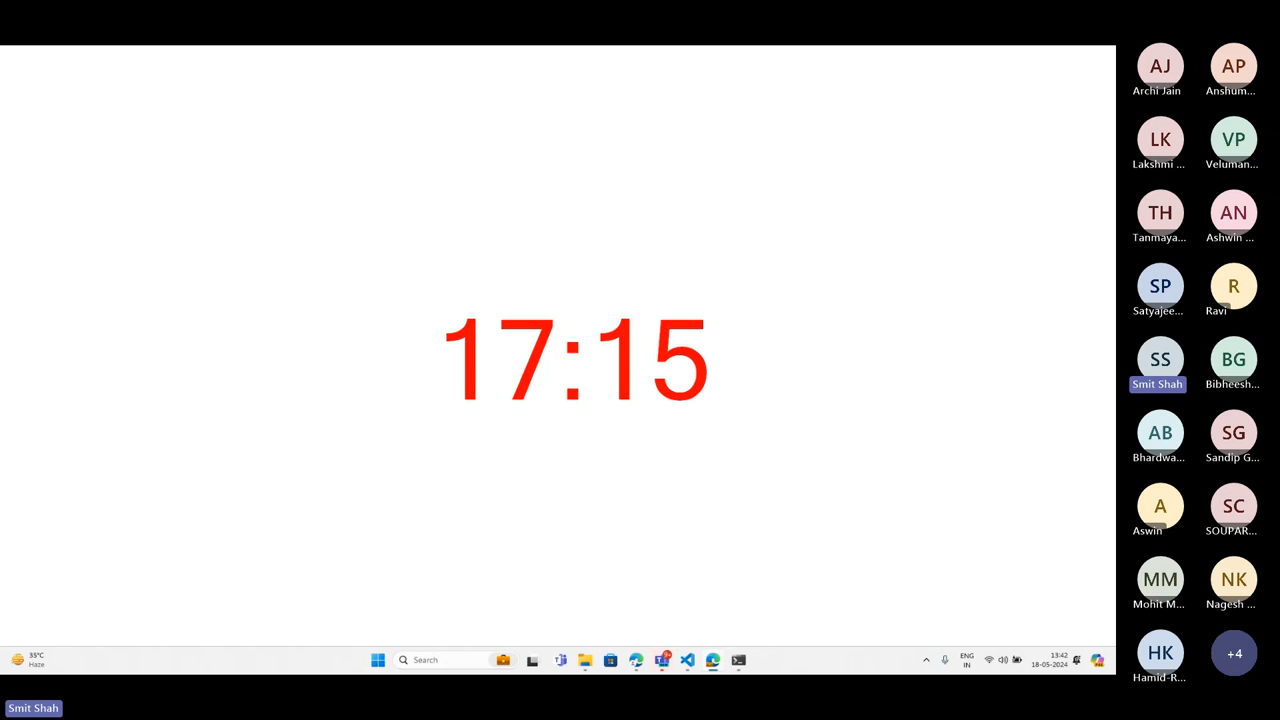 17:15
AJ
Archi Jain
AP
Anshum...
LK
Lakshmi ...
VP
Veluman...
TH
Tanmaya...
AN
Ashwin ...
SP
Satyajee...
R
Ravi
SS
Smit Shah
BG
Bibheesh...
AB
Bhardwa...
SG
Sandip G...
A
Aswin
SC
SOUPAR...
MM
Mohit M...
NK
Nagesh ...
HK
Hamid-R...
+4
35°C
Haze
Search
ENG
IN
13:42
18-05-2024
Smit Shah